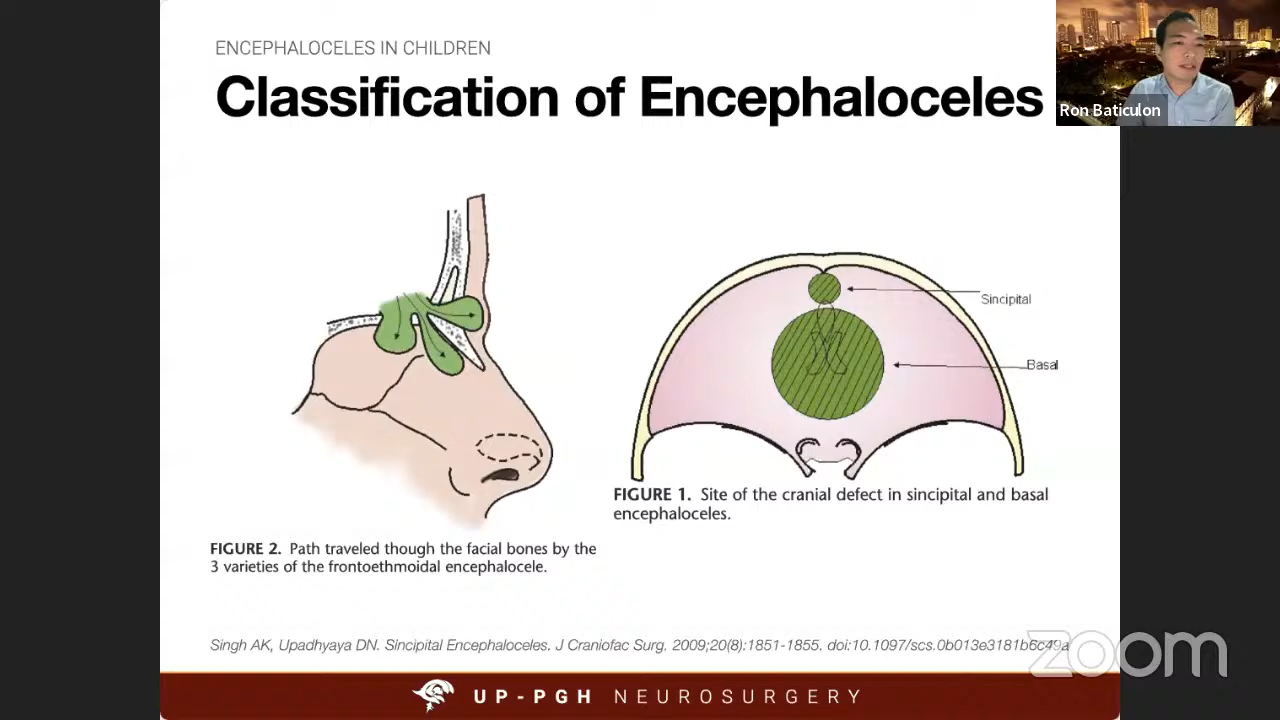 ENCEPHALOCELES IN CHILDREN
Classification of Encephaloceles
Ron Baticulon
Sincipital
Basal
FIGURE 1. Site of the cranial defect in sincipital and basal
encephaloceles.
FIGURE 2. Path traveled though the facial bones by the
3 varieties of the frontoethmoidal encephalocele.
Singh AK, Upadhyaya DN. Sincipital Encephaloceles. J Craniofac Surg. 2009;20(8):1851-1855. doi:10.1097/scs.0b013e3181b6c49a
zoom
UP-PGH NEUROSURGERY